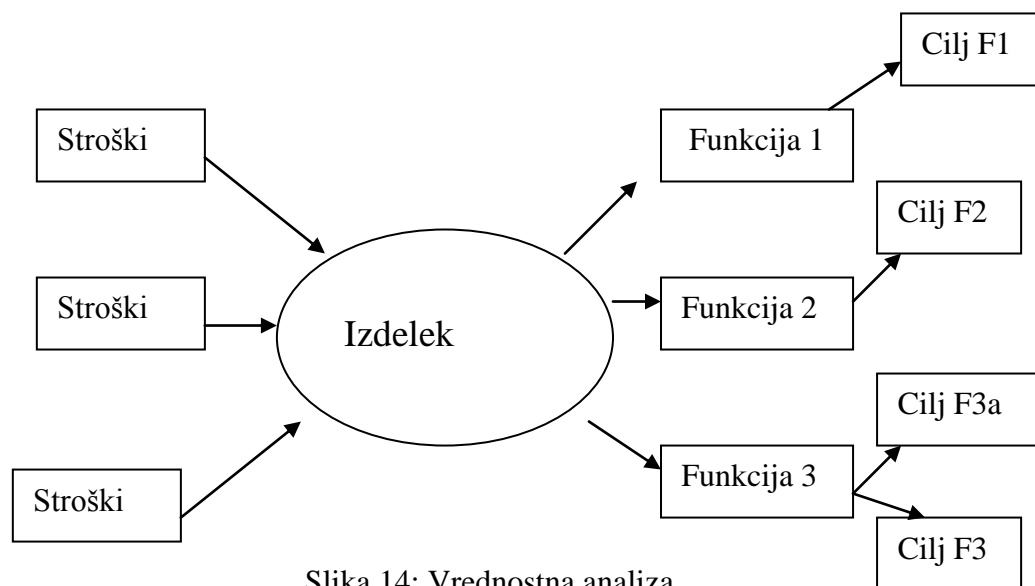 Cilj F1
Stroški
Funkcija 1
Cilj F2
Stroški
Izdelek
Funkcija 2
Cilj F3a
Stroški
Funkcija 3
Cilj F3
Slika 14: Vrednostna analiza